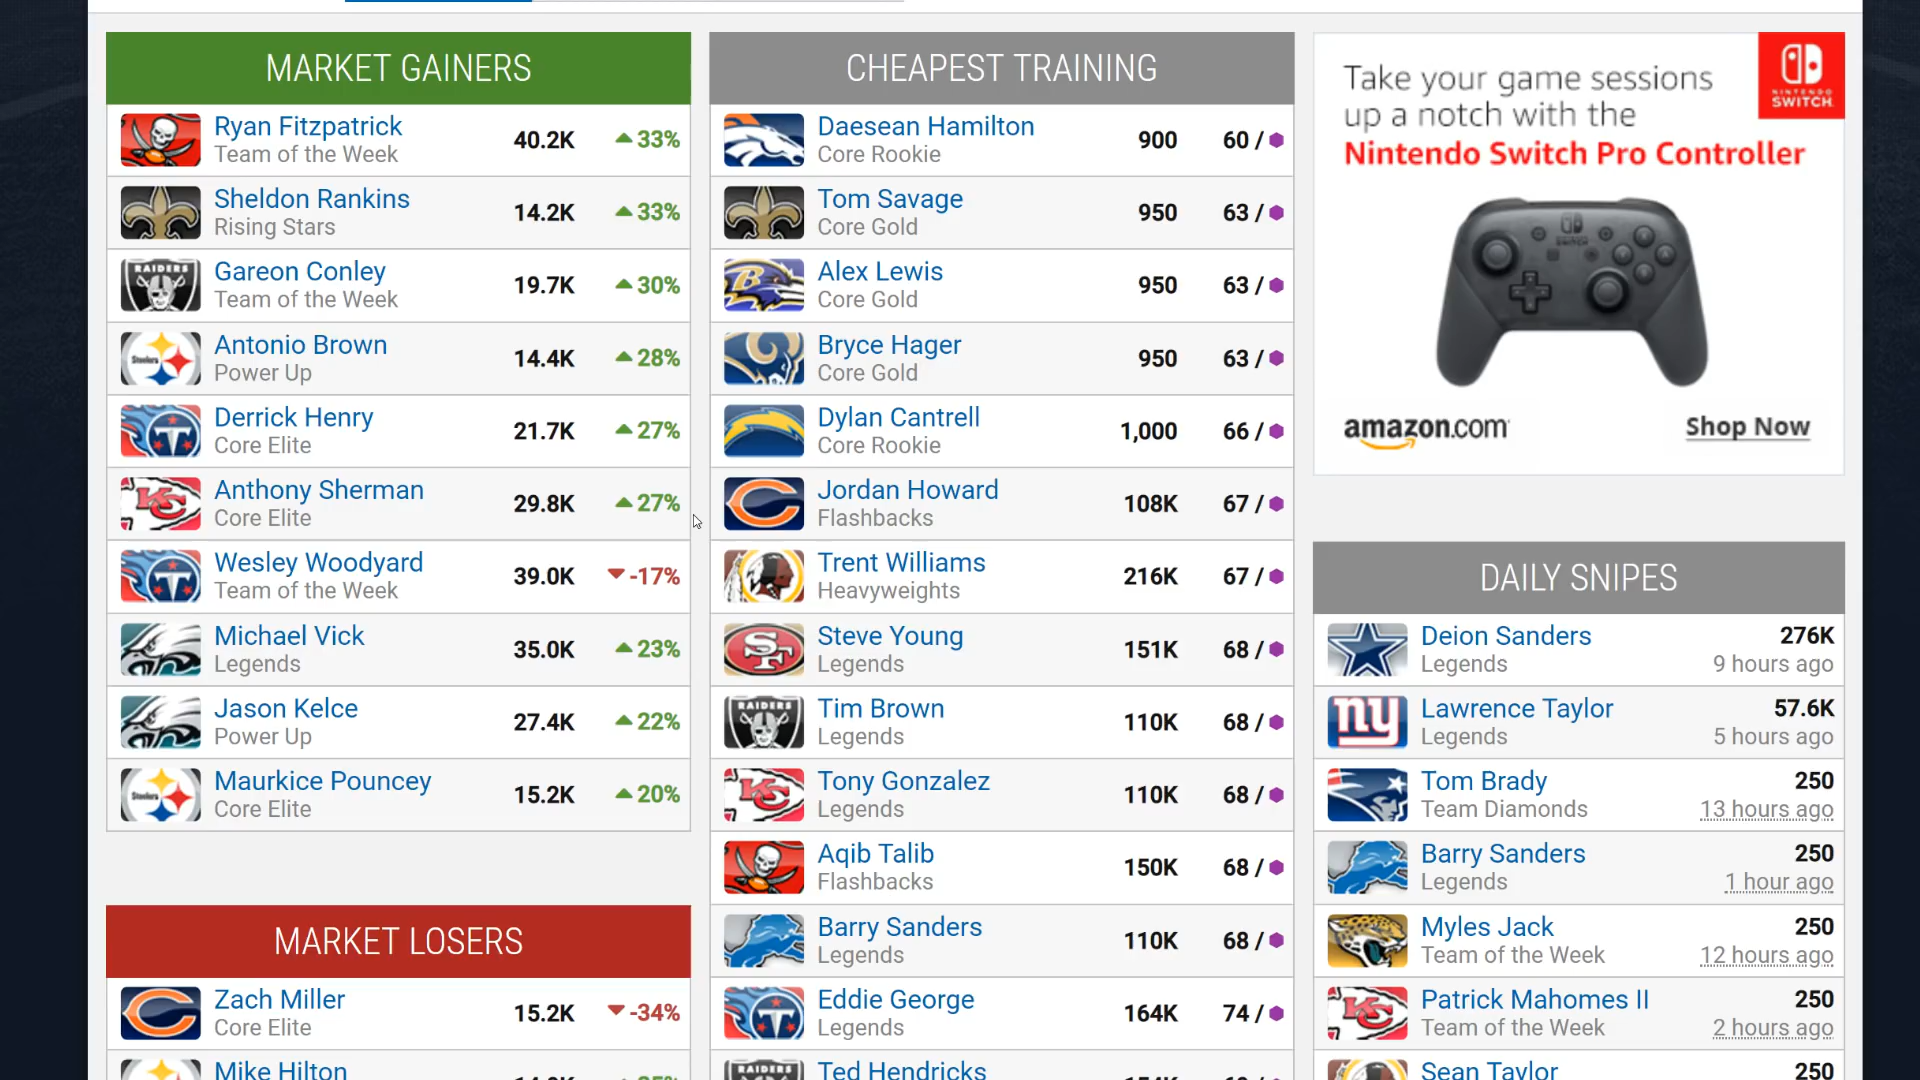 MARKET GAINERS
Ryan Fitzpatrick
Team of the Week
40.2K
33%
Sheldon Rankins
Rising Stars
14.2K
33%
RAIDERS
Gareon Conley
Team of the Week
19.7K
30%
Steelers
Antonio Brown
Power Up
14.4K
28%
T
Derrick Henry
Core Elite
21.7K
27%
KC
Anthony Sherman
Core Elite
29.8K
27%
T
Wesley Woodyard
Team of the Week
39.0K
-17%
Michael Vick
Legends
35.0K
23%
Jason Kelce
Power Up
27.4K
22%
Steelers
Maurkice Pouncey
Core Elite
15.2K
20%
MARKET LOSERS
C
Zach Miller
Core Elite
15.2K
-34%
Mike Hilton
CHEAPEST TRAINING
Daesean Hamilton
Core Rookie
900
60 /
Tom Savage
Core Gold
950
63 /
B
Alex Lewis
Core Gold
950
63 /
Bryce Hager
Core Gold
950
63 /
Dylan Cantrell
Core Rookie
1,000
66 /
C
Jordan Howard
Flashbacks
108K
67 /
Trent Williams
Heavyweights
216K
67 /
SF
Steve Young
Legends
151K
68 /
RAIDERS
Tim Brown
Legends
110K
68 /
KC
Tony Gonzalez
Legends
110K
68 /
Aqib Talib
Flashbacks
150K
68 /
Barry Sanders
Legends
110K
68 /
T
Eddie George
Legends
164K
74 /
RAIDERS
Ted Hendricks
Take your game sessions
up a notch with the
Nintendo Switch Pro Controller
NINTENDO
SWITCH
amazon.com
Shop Now
DAILY SNIPES
Deion Sanders
Legends
276K
9 hours ago
ny
Lawrence Taylor
Legends
57.6K
5 hours ago
Tom Brady
Team Diamonds
250
13 hours ago
Barry Sanders
Legends
250
1 hour ago
Myles Jack
Team of the Week
250
12 hours ago
KC
Patrick Mahomes II
Team of the Week
250
2 hours ago
Sean Taylor
250